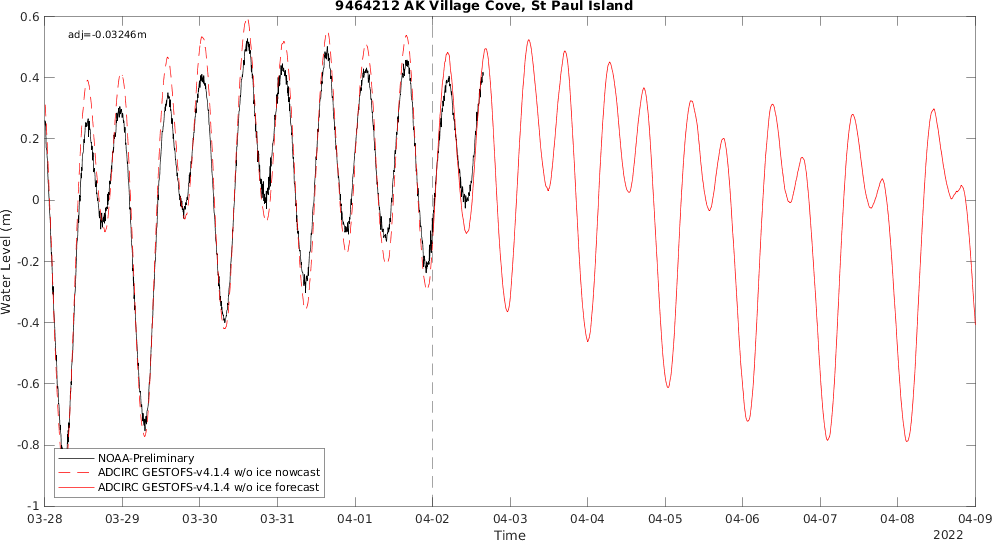 9464212 AK Village Cove, St Paul Island
adj=-0.03246m
0.6
0.4
0.2
0
-0.2
-0.4
-0.6
-0.8
-1
Water Level (m)
NOAA-Preliminary
ADCIRC GESTOFS-v4.1.4 w/o ice nowcast
ADCIRC GESTOFS-v4.1.4 w/o ice forecast
03-28 03-29 03-30 03-31 04-01 04-02 04-03 04-04 04-05 04-06 04-07 04-08 04-09
Time
2022